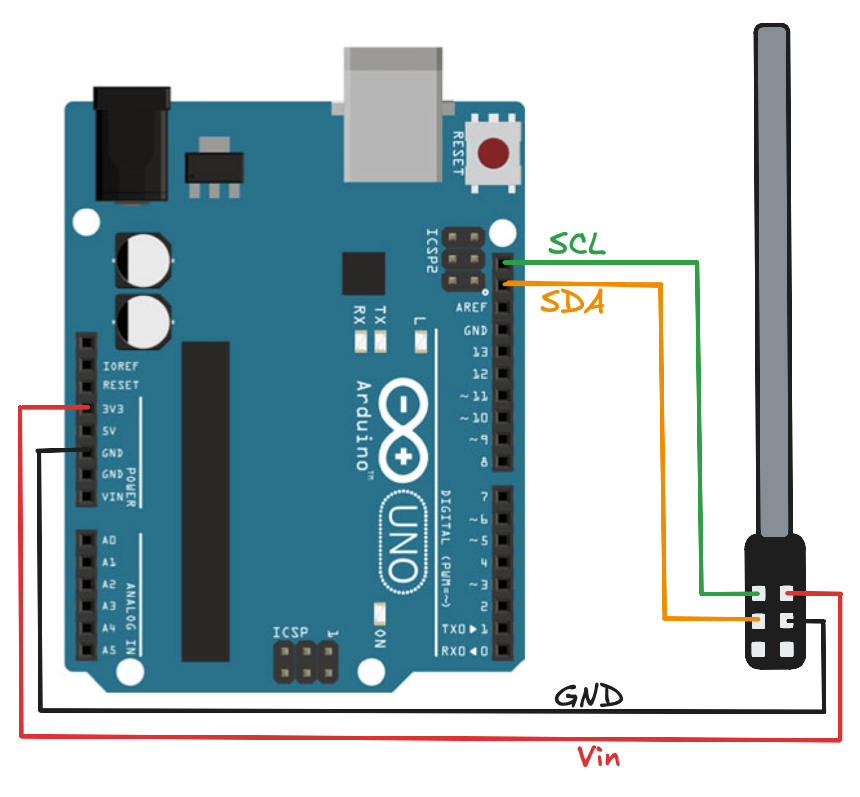 RESET
ICSP2
SCL
SDA
AREF
GND
RX
TX
L
13
12
~11
~10
~9
8
IOREF
RESET
3V3
5V
GND
GND
VIN
POWER
Arduino™
UNO
DIGITAL (PWM=~)
7
~6
~5
4
~3
2
TX0▶1
RX0◀0
A0
A1
A2
A3
A4
A5
ANALOG IN
ICSP
1
ON
GND
Vin